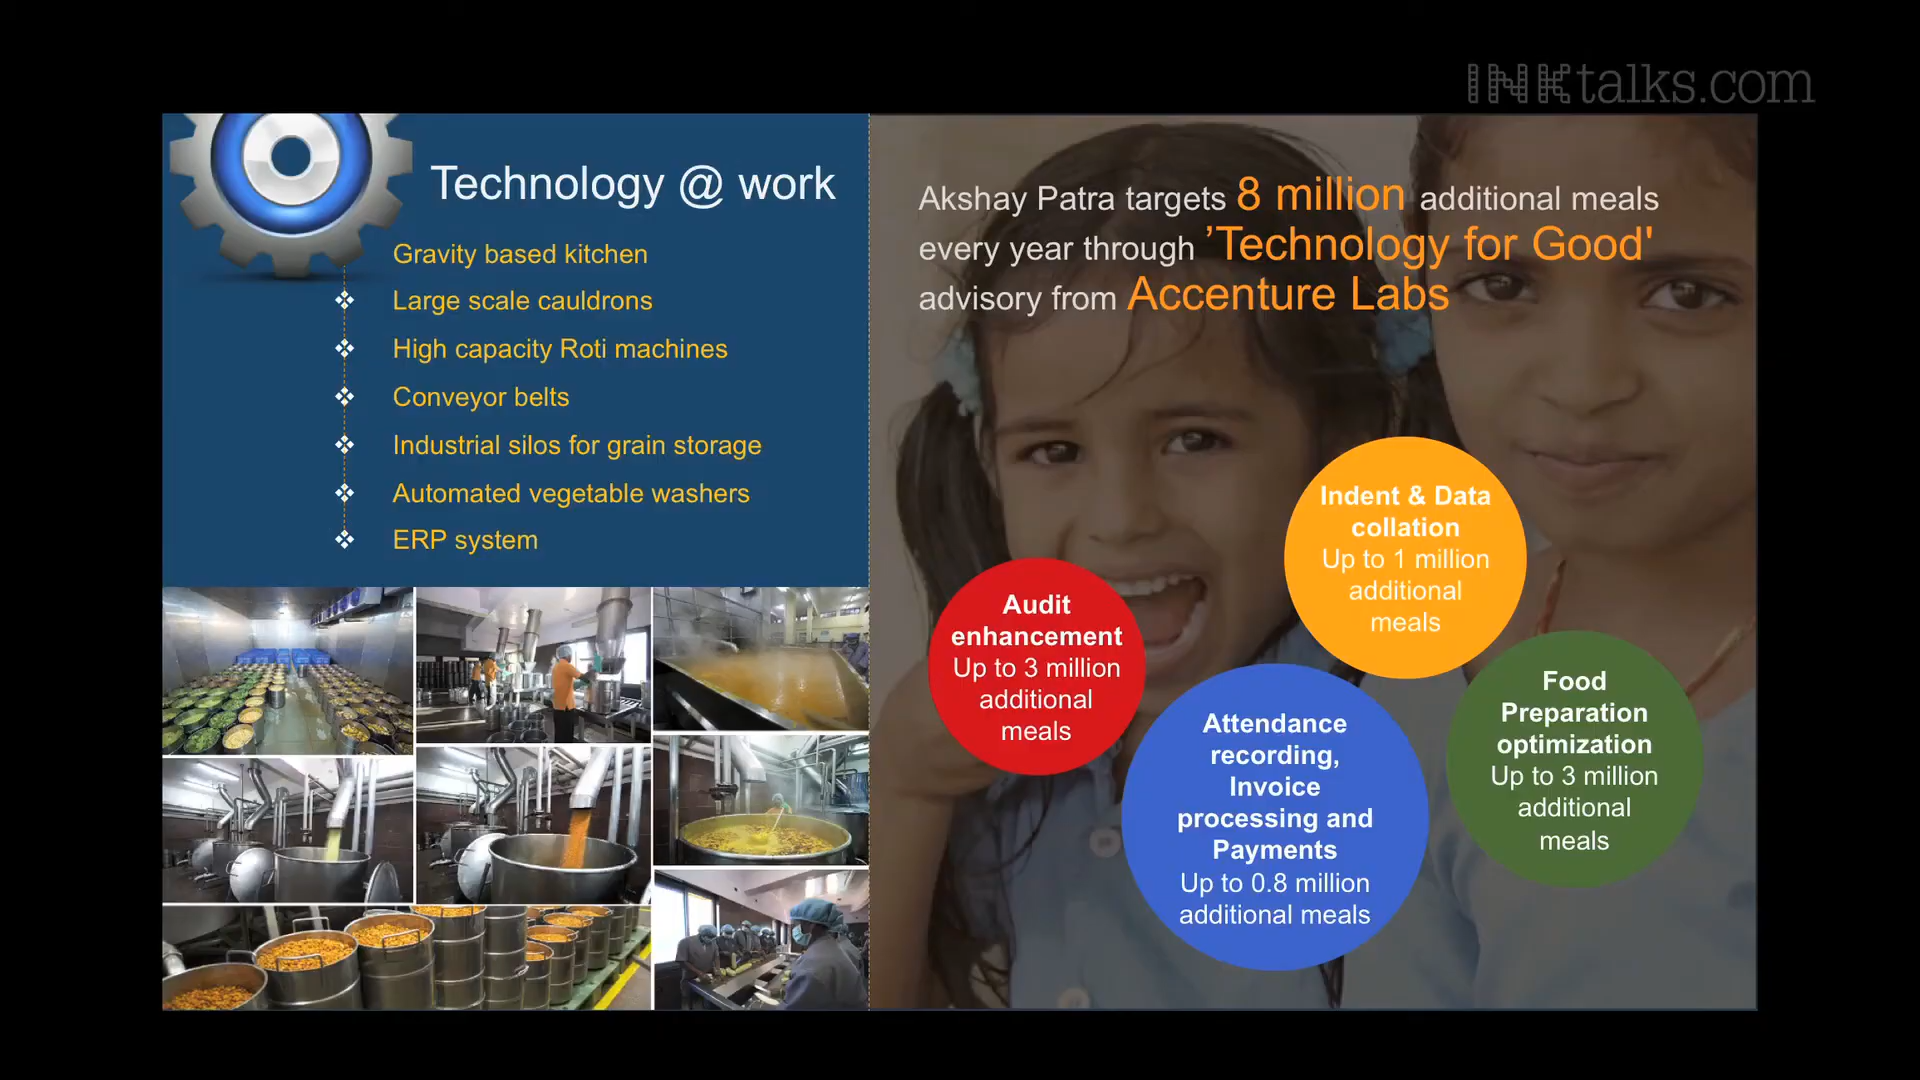 INKtalks.com
Technology @ work
Gravity based kitchen
Large scale cauldrons
High capacity Roti machines
Conveyor belts
Industrial silos for grain storage
Automated vegetable washers
ERP system
Akshay Patra targets 8 million additional meals
every year through ’Technology for Good'
advisory from Accenture Labs
Audit
enhancement
Up to 3 million
additional
meals
Indent & Data
collation
Up to 1 million
additional
meals
Attendance
recording,
Invoice
processing and
Payments
Up to 0.8 million
additional meals
Food
Preparation
optimization
Up to 3 million
additional
meals